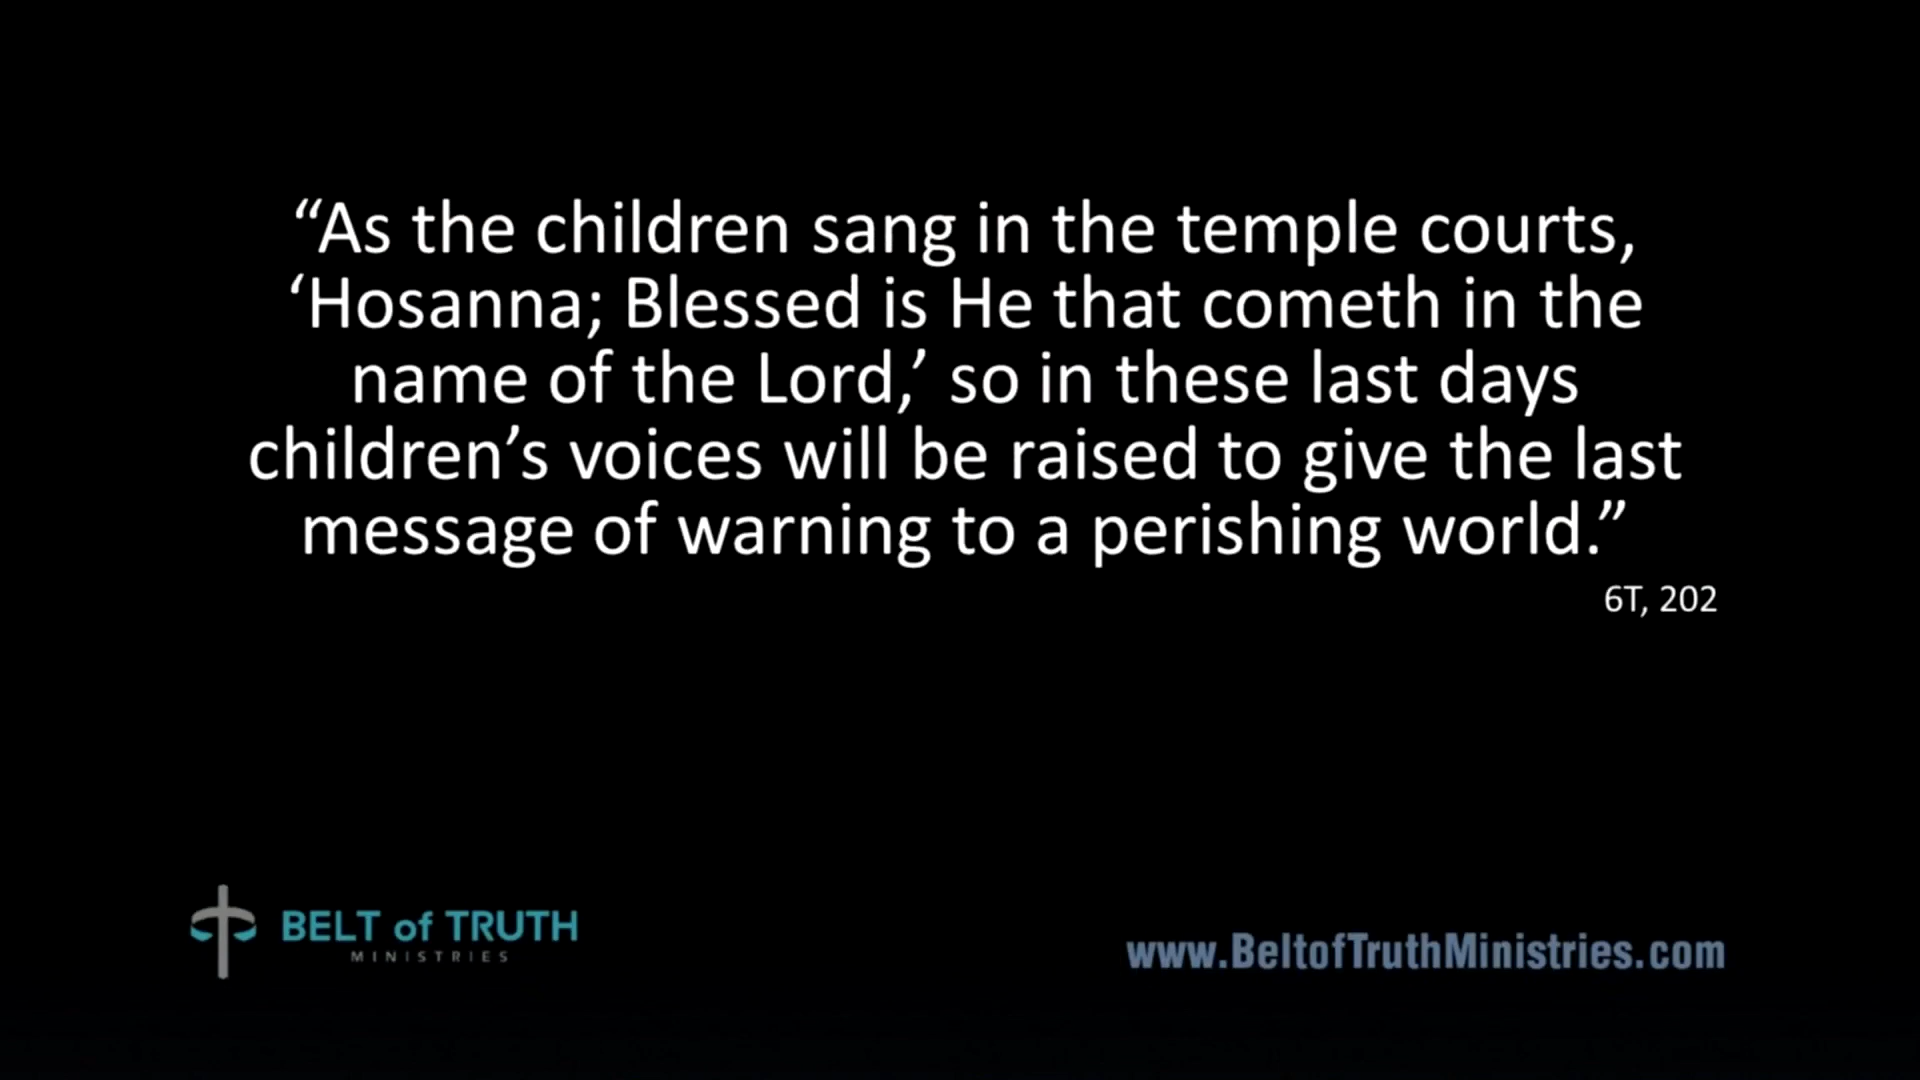 “As the children sang in the temple courts,
‘Hosanna; Blessed is He that cometh in the
name of the Lord,’ so in these last days
children’s voices will be raised to give the last
message of warning to a perishing world.”
6T, 202
BELT of TRUTH
MINISTRIES
www.BeltofTruthMinistries.com